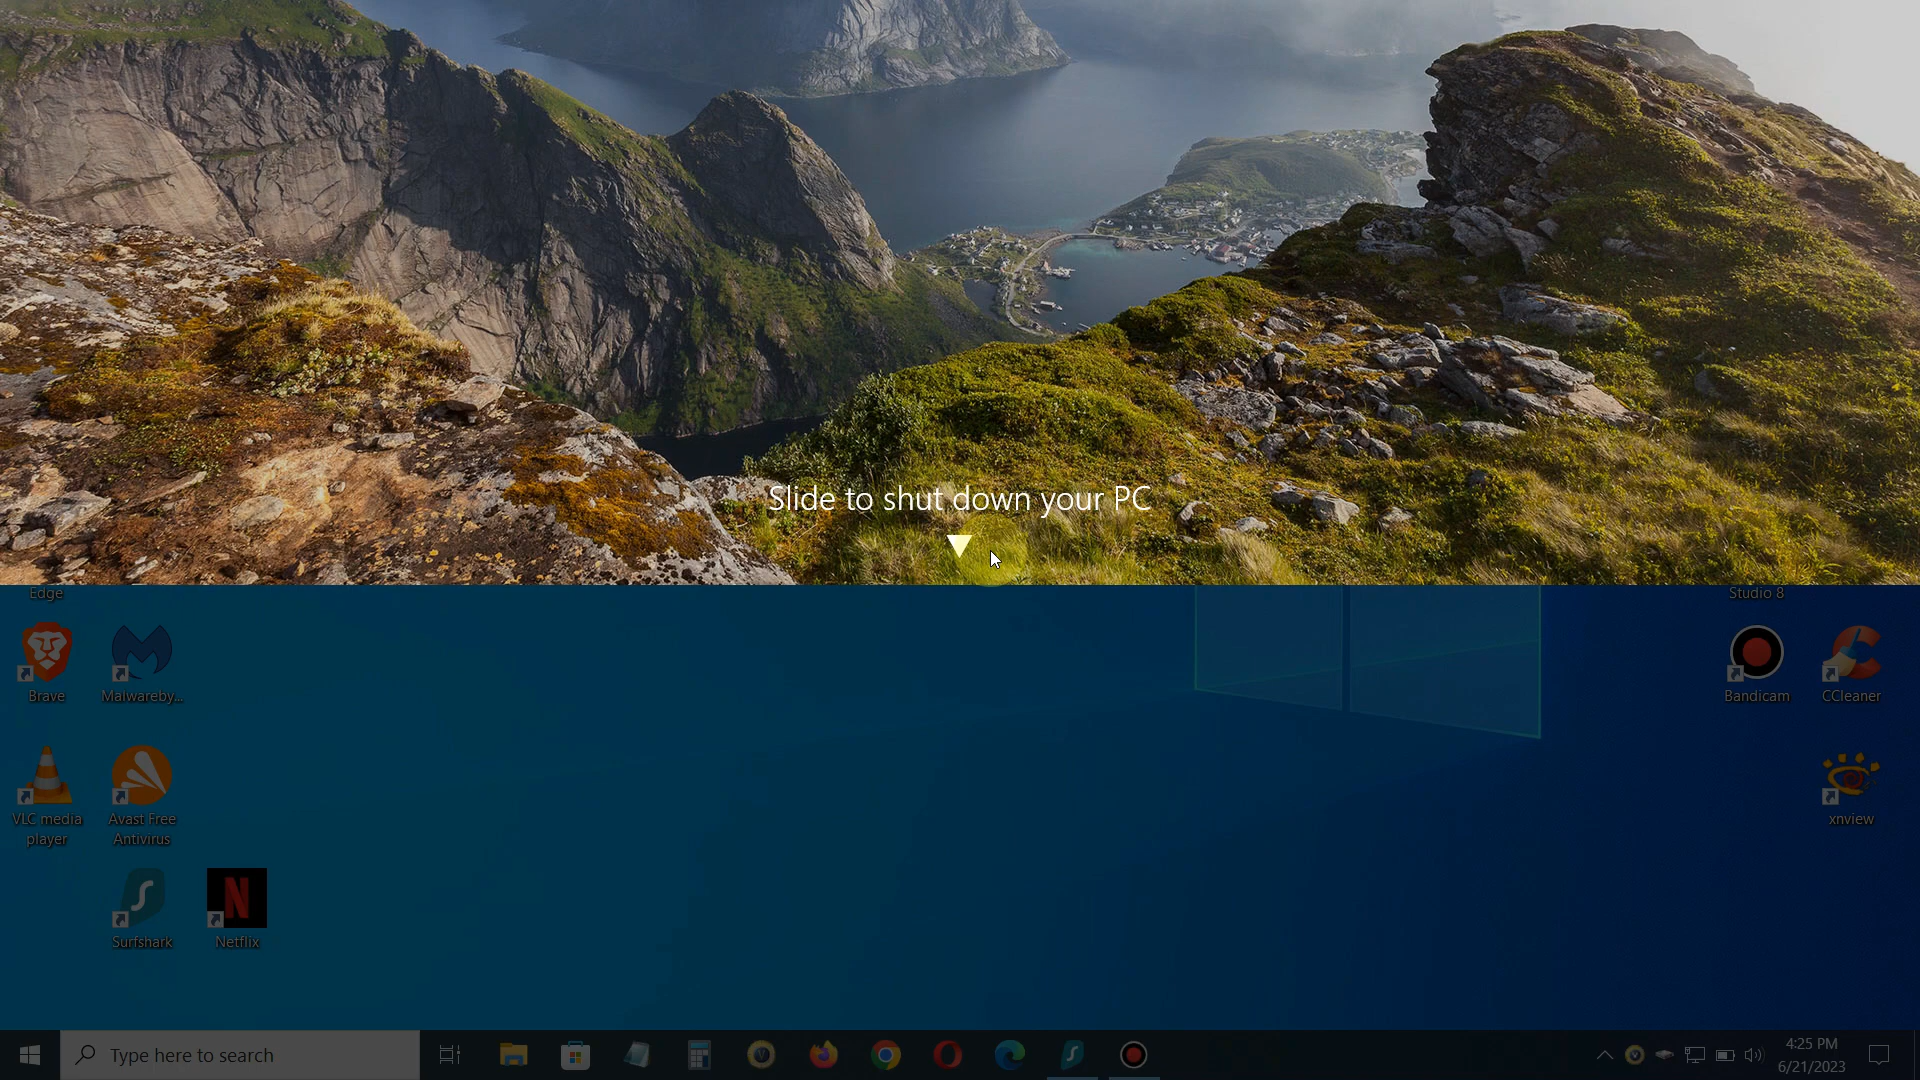 Slide to shut down your PC
Edge
Studio 8
Brave
Malwareby...
Bandicam
CCleaner
VLC media
player
Avast Free
Antivirus
xnview
Surfshark
Netflix
Type here to search
4:25 PM
6/21/2023